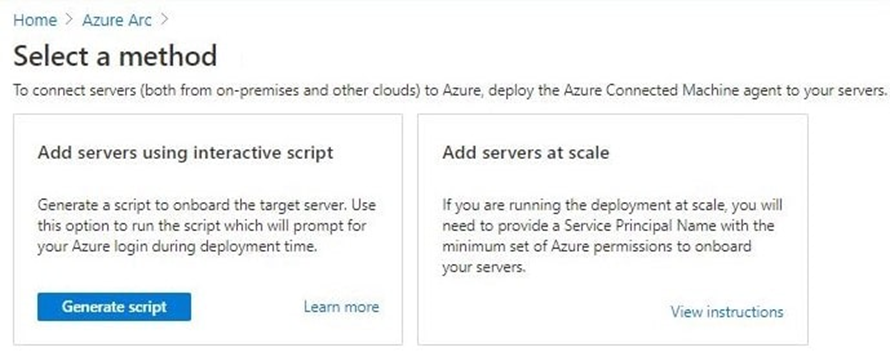 Home > Azure Arc >
Select a method
To connect servers (both from on-premises and other clouds) to Azure, deploy the Azure Connected Machine agent to your servers.
Add servers using interactive script
Generate a script to onboard the target server. Use
this option to run the script which will prompt for
your Azure login during deployment time.
Generate script
Learn more
Add servers at scale
If you are running the deployment at scale, you will
need to provide a Service Principal Name with the
minimum set of Azure permissions to onboard
your servers.
View instructions